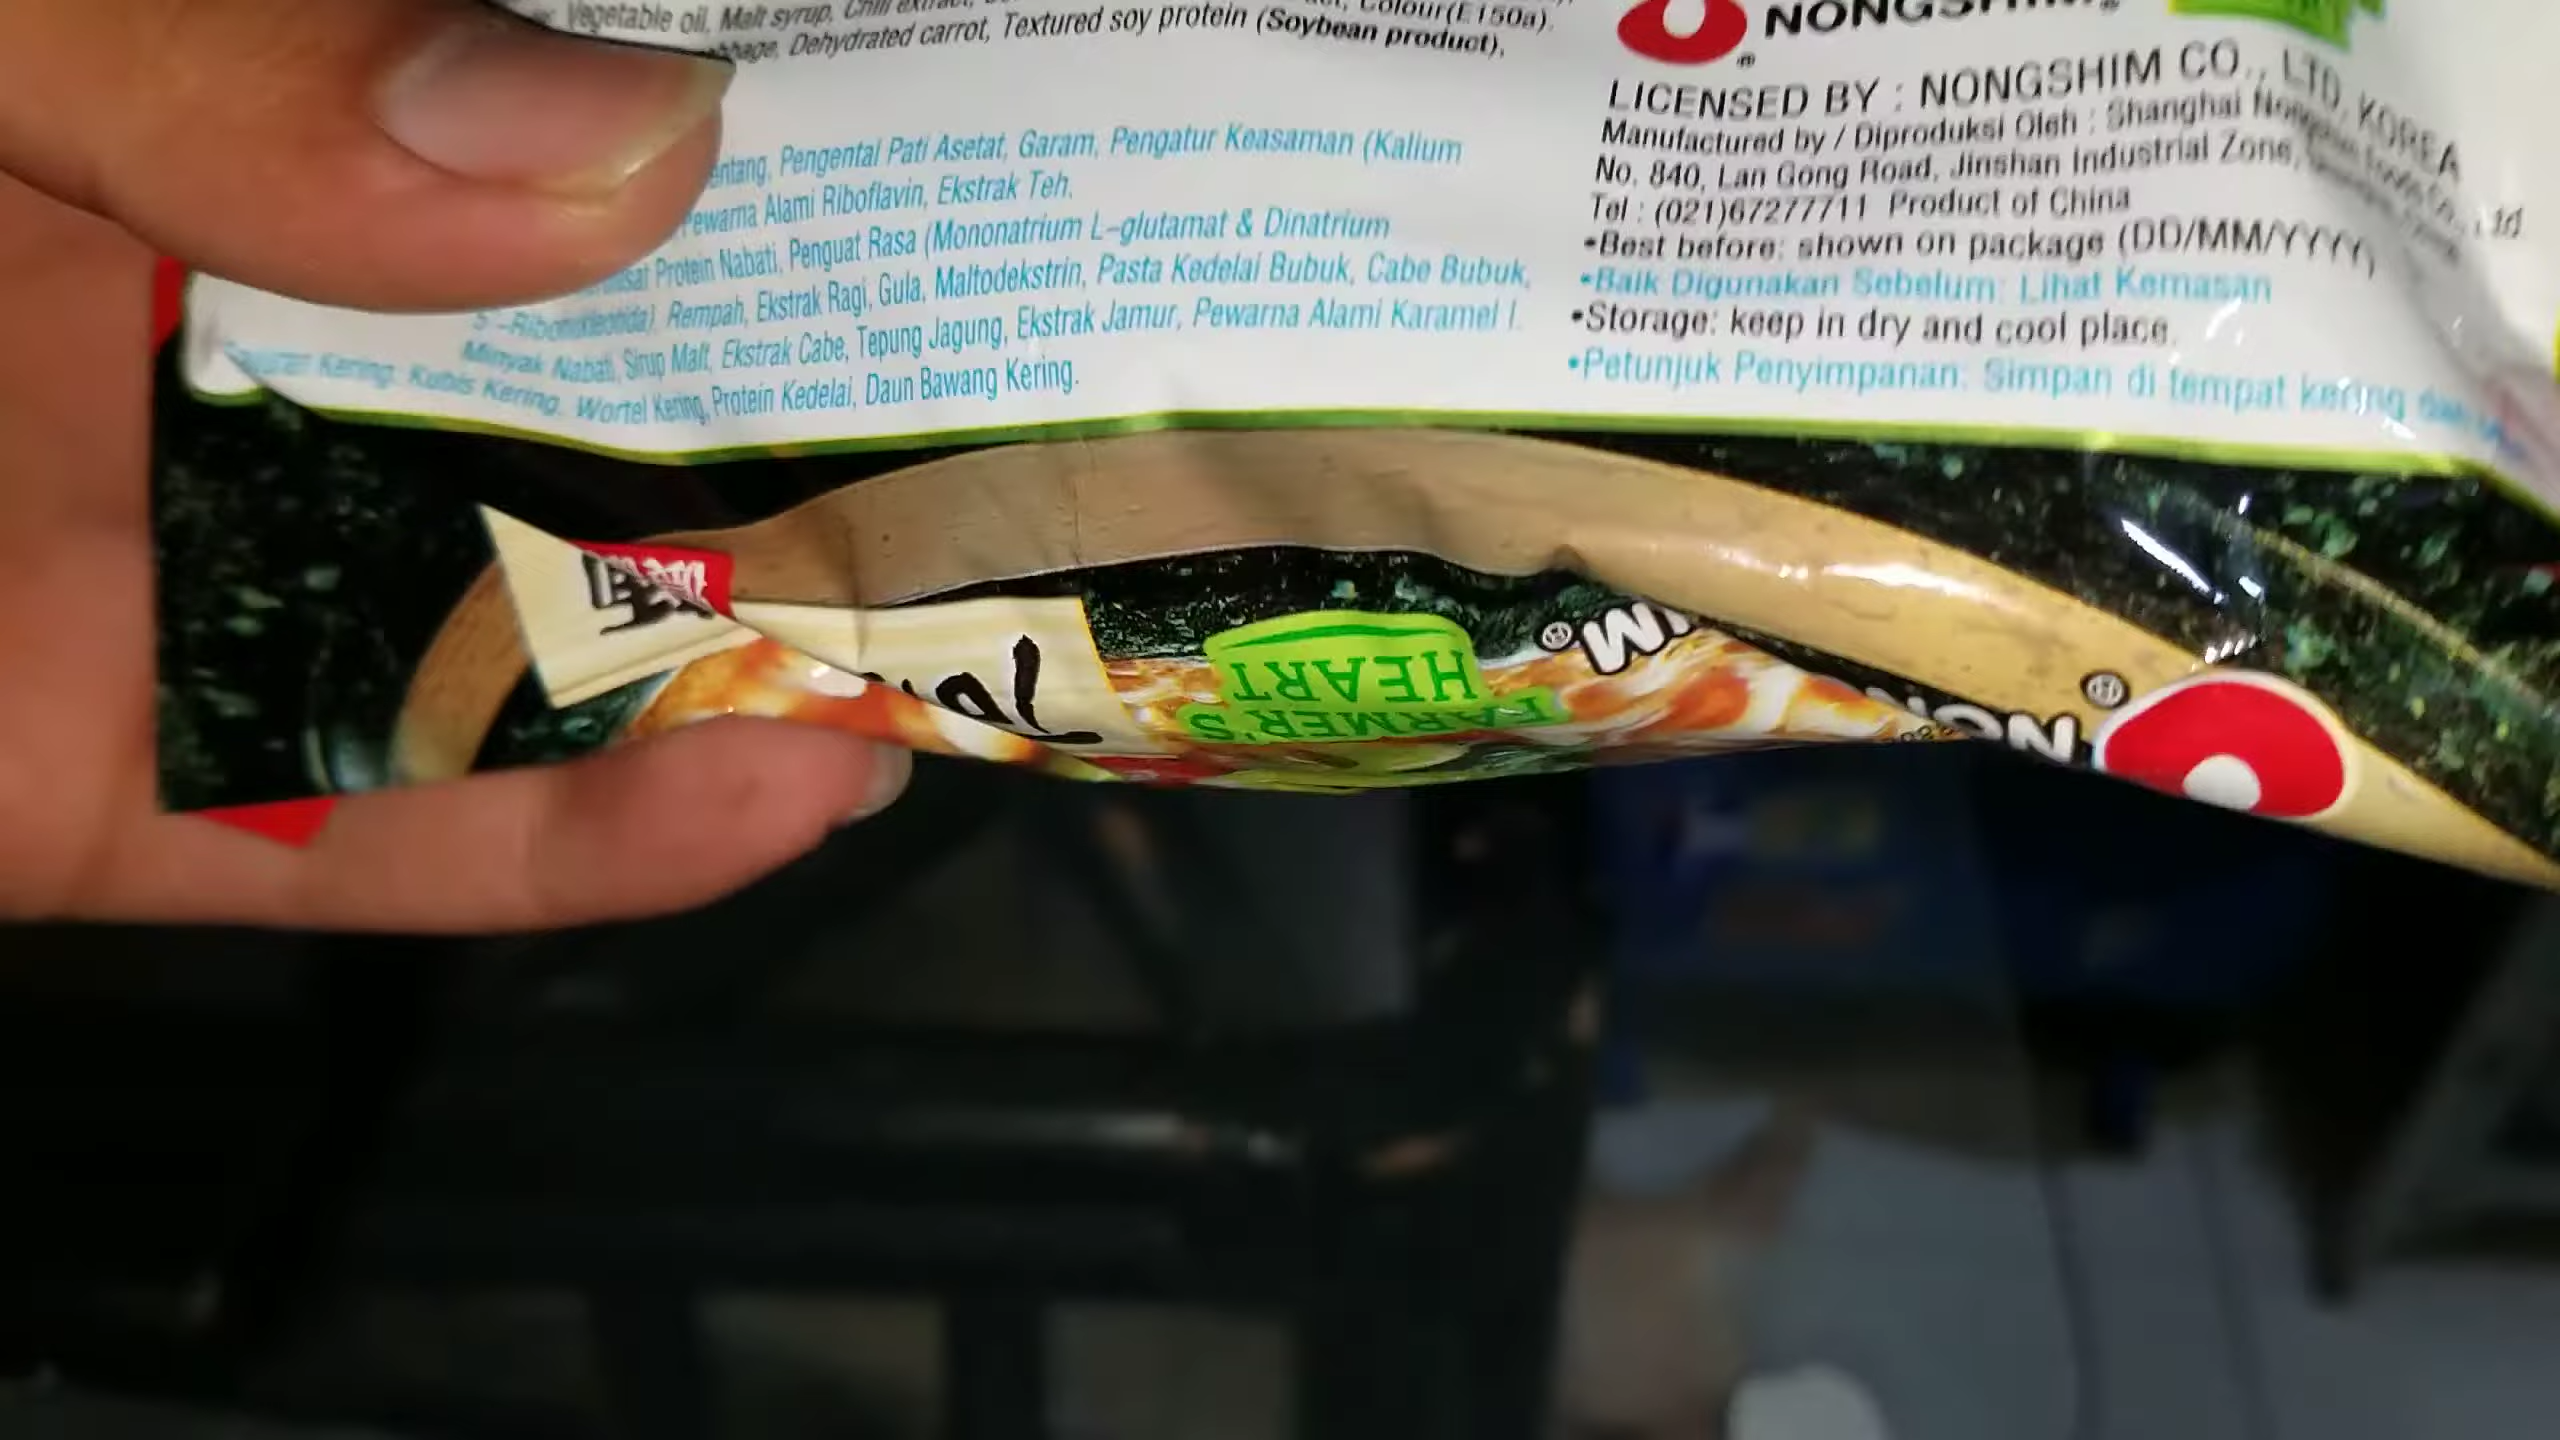 Vegetable oil, Malt syrup, Chili extract, Colour(E150a).
Dehydrated carrot, Textured soy protein (Soybean product),
Pengental Pati Asetat, Garam, Pengatur Keasaman (Kalium
Pewarna Alami Riboflavin, Ekstrak Teh.
Protein Nabati, Penguat Rasa (Mononatrium L-glutamat & Dinatrium
Rempah, Ekstrak Ragi, Gula, Maltodekstrin, Pasta Kedelai Bubuk, Cabe Bubuk,
Minyak Nabati, Sirup Malt, Ekstrak Cabe, Tepung Jagung, Ekstrak Jamur, Pewarna Alami Karamel I.
Kering, Kubis Kering, Wortel Kering, Protein Kedelai, Daun Bawang Kering.
NONGSHIM®
LICENSED BY : NONGSHIM CO., LTD. KOREA
Manufactured by / Diproduksi Oleh : Shanghai Nongshim Foods Co., Ltd
No. 840, Lan Gong Road, Jinshan Industrial Zone,
Tel : (021)67277711 Product of China
•Best before: shown on package (DD/MM/YYYY)
•Baik Digunakan Sebelum: Lihat Kemasan
•Storage: keep in dry and cool place.
•Petunjuk Penyimpanan: Simpan di tempat kering
FARMER'S
HEART